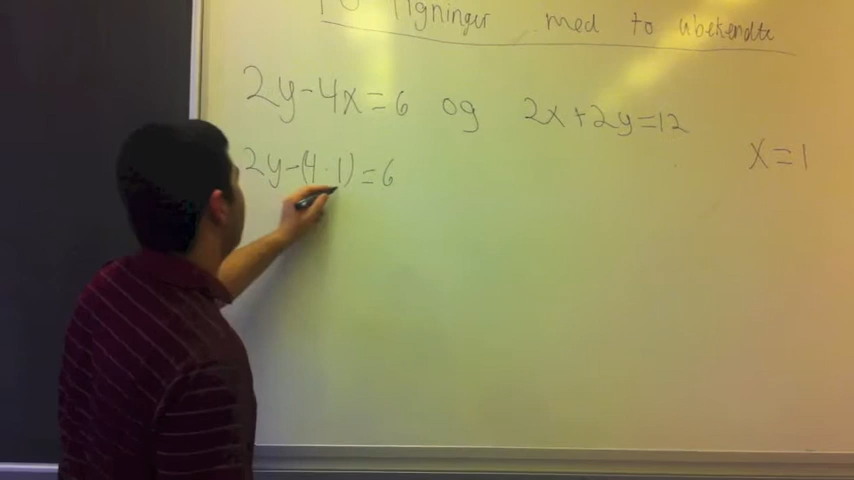 ligninger med to ubekendte
2y-4x=6 og 2x+2y=12
x=1
2y-(4·1)=6